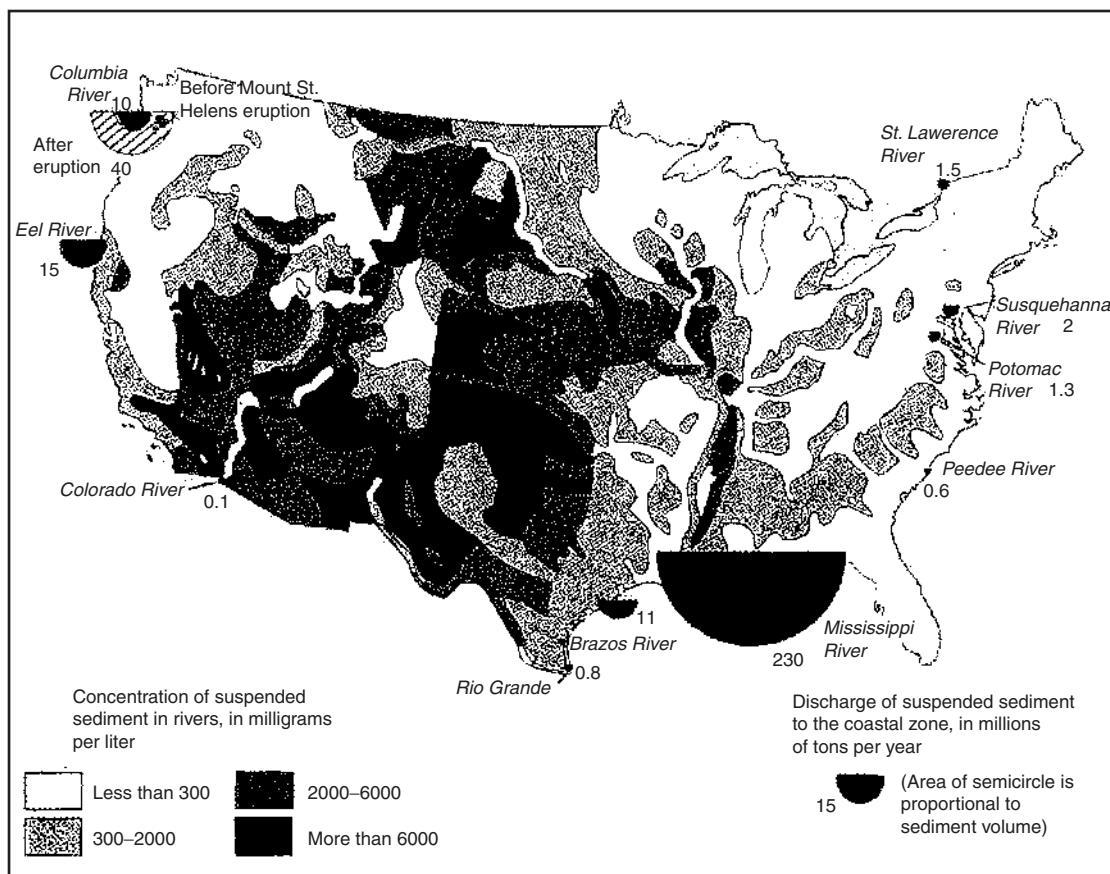 Columbia
River
10
Before Mount St.
Helens eruption
After
eruption
40
St. Lawerence
River
1.5
Eel River
15
Susquehanna
River 2
Potomac
River 1.3
Peedee River
0.6
Colorado River
0.1
11
Brazos River
0.8
Rio Grande
230
Mississippi
River
Concentration of suspended
sediment in rivers, in milligrams
per liter
Less than 300
2000–6000
300–2000
More than 6000
Discharge of suspended sediment
to the coastal zone, in millions
of tons per year
15
(Area of semicircle is
proportional to
sediment volume)